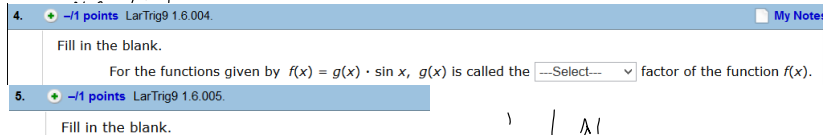 4. –/1 points LarTrig9 1.6.004. My Notes
Fill in the blank.
For the functions given by f(x) = g(x) · sin x, g(x) is called the ---Select--- factor of the function f(x).
5. –/1 points LarTrig9 1.6.005.
Fill in the blank.